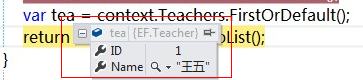 var tea = context.Teachers.FirstOrDefault();
return
oList();
tea {EF.Teacher}
ID 1
Name "王五"
}